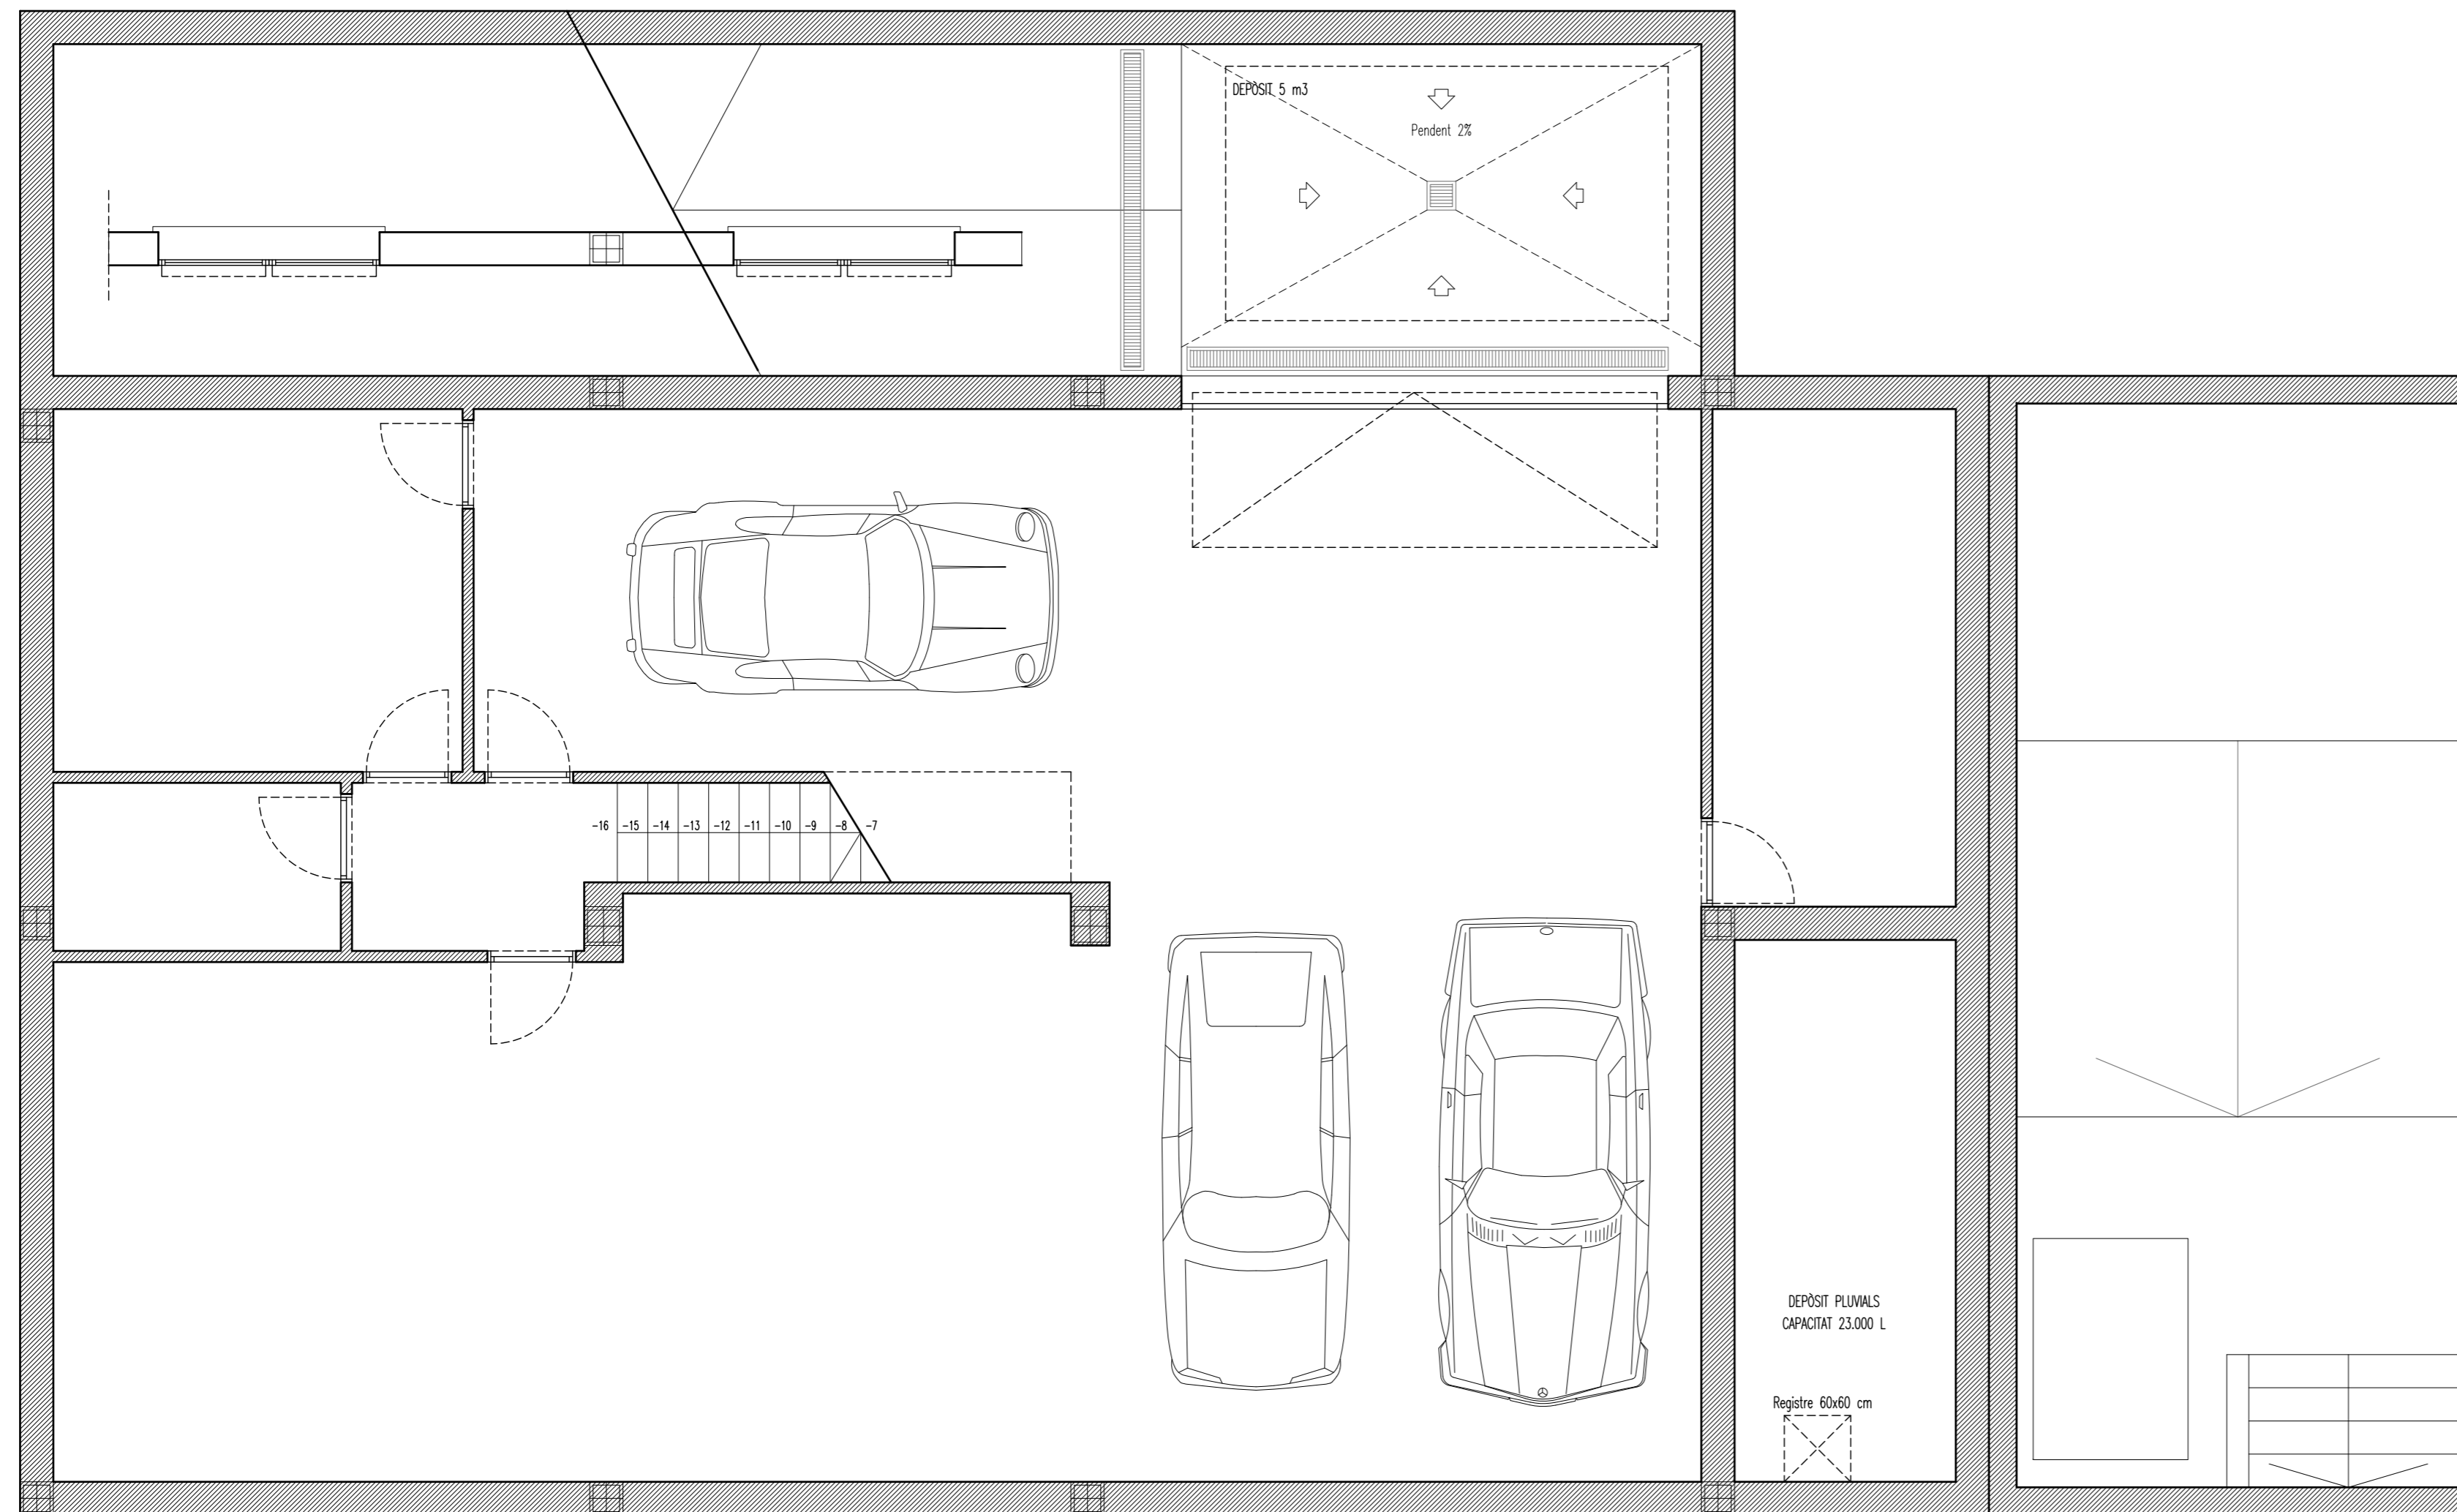 DEPÒSIT 5 m3
Pendent 2%
-16 -15 -14 -13 -12 -11 -10 -9 -8 -7
DEPÒSIT PLUVIALS
CAPACITAT 23.000 L
Registre 60x60 cm